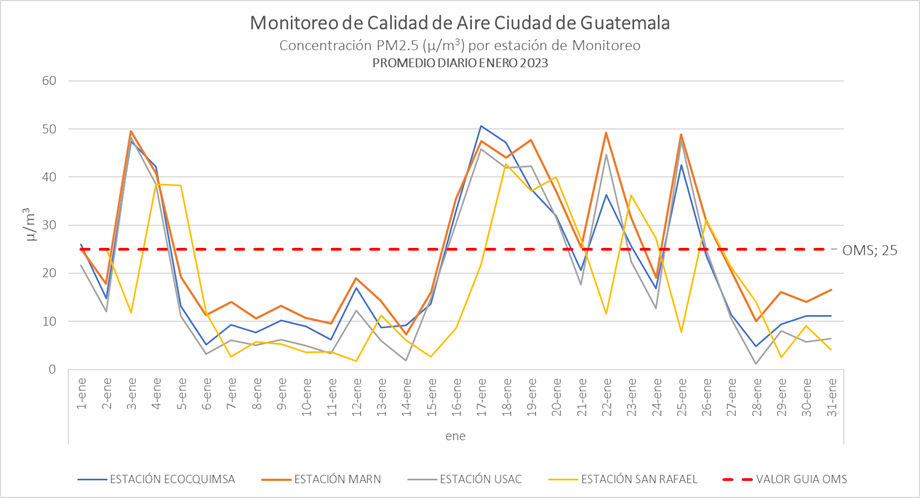 Monitoreo de Calidad de Aire Ciudad de Guatemala
Concentración PM2.5 (µ/m³) por estación de Monitoreo
PROMEDIO DIARIO ENERO 2023
60
50
40
30
20
10
0
µ/m³
OMS; 25
1-ene
2-ene
3-ene
4-ene
5-ene
6-ene
7-ene
8-ene
9-ene
10-ene
11-ene
12-ene
13-ene
14-ene
15-ene
16-ene
17-ene
18-ene
19-ene
20-ene
21-ene
22-ene
23-ene
24-ene
25-ene
26-ene
27-ene
28-ene
29-ene
30-ene
31-ene
ene
ESTACIÓN ECOCQUIMSA ESTACIÓN MARN ESTACIÓN USAC ESTACIÓN SAN RAFAEL VALOR GUIA OMS